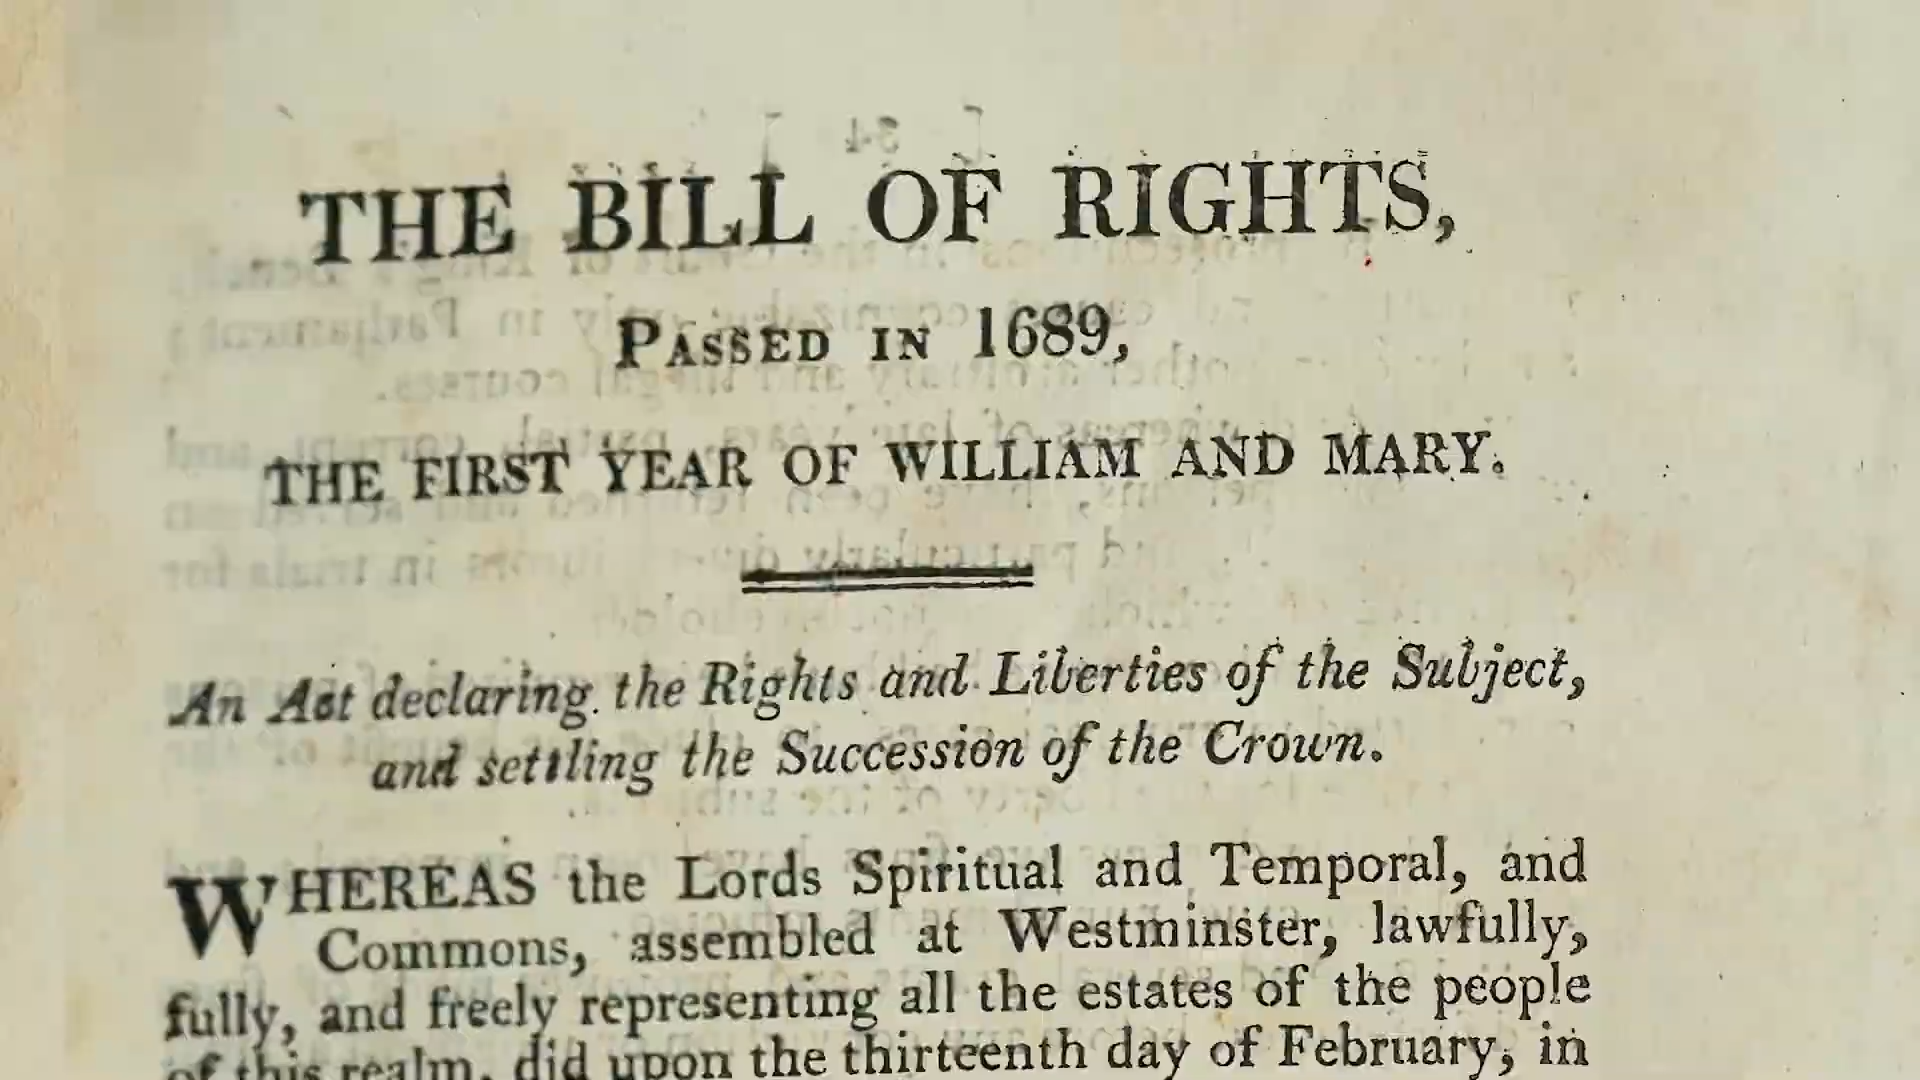 THE BILL OF RIGHTS,
PASSED IN 1689,
THE FIRST YEAR OF WILLIAM AND MARY.
An Act declaring the Rights and Liberties of the Subject,
and settling the Succession of the Crown.
WHEREAS the Lords Spiritual and Temporal, and
Commons, assembled at Westminster, lawfully,
fully, and freely representing all the estates of the people
of this realm, did upon the thirteenth day of February, in